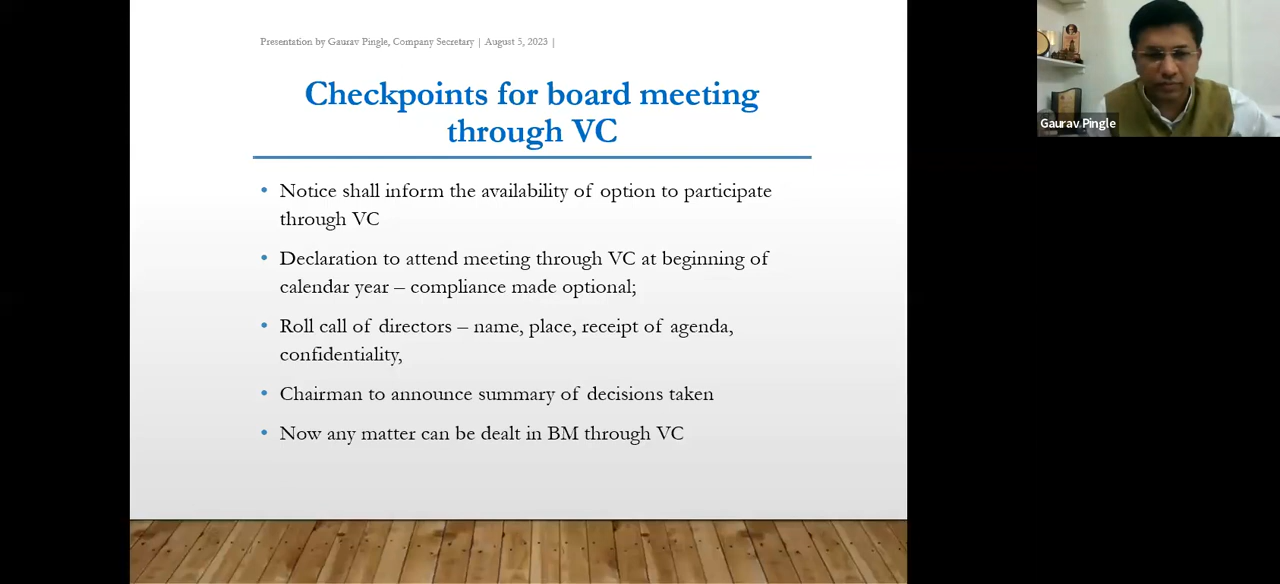 Presentation by Gaurav Pingle, Company Secretary | August 5, 2023 |
Checkpoints for board meeting
through VC
• Notice shall inform the availability of option to participate
through VC
• Declaration to attend meeting through VC at beginning of
calendar year – compliance made optional;
• Roll call of directors – name, place, receipt of agenda,
confidentiality,
• Chairman to announce summary of decisions taken
• Now any matter can be dealt in BM through VC
Gaurav Pingle